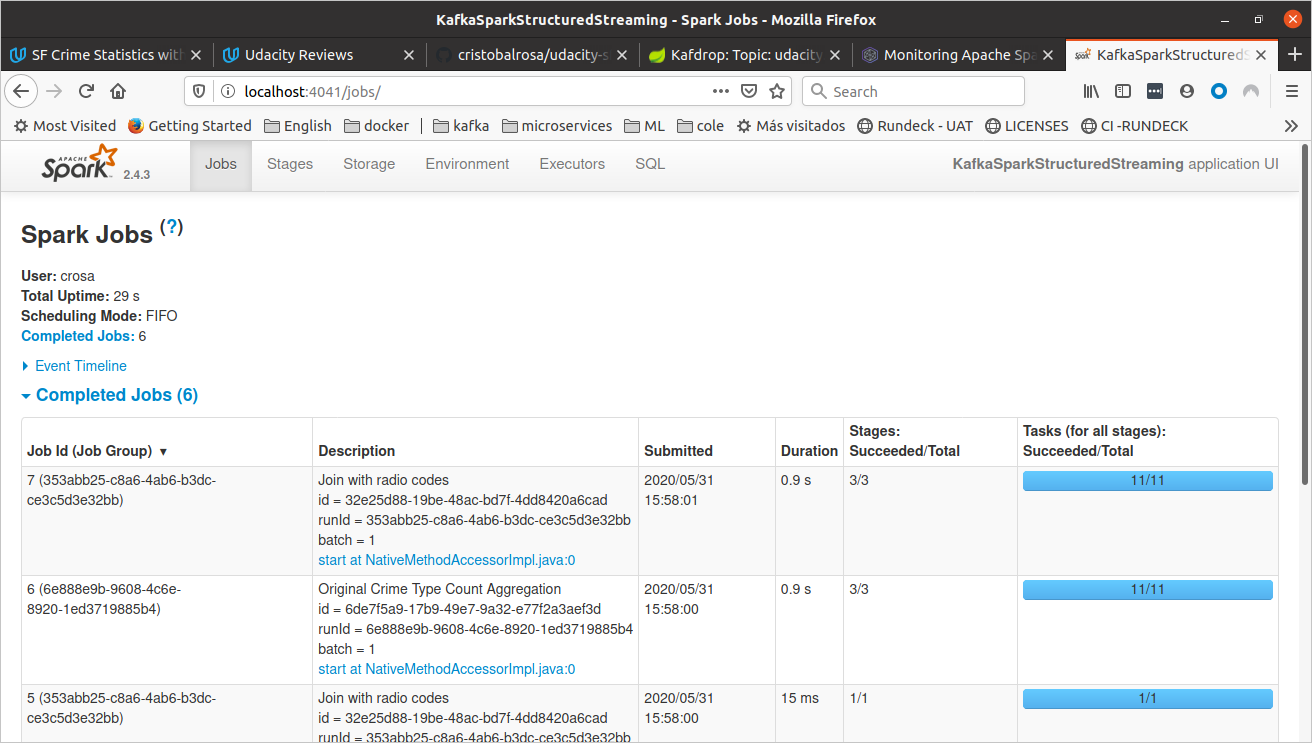 KafkaSparkStructuredStreaming - Spark Jobs - Mozilla Firefox
SF Crime Statistics with
Udacity Reviews
cristobalrosa/udacity-s
Kafdrop: Topic: udacity
Monitoring Apache Spa
KafkaSparkStructuredS
localhost:4041/jobs/
Search
Most Visited
Getting Started
English
docker
kafka
microservices
ML
cole
Más visitados
Rundeck - UAT
LICENSES
CI -RUNDECK
APACHE
Spark
2.4.3
Jobs
Stages
Storage
Environment
Executors
SQL
KafkaSparkStructuredStreaming application UI
Spark Jobs (?)
User: crosa
Total Uptime: 29 s
Scheduling Mode: FIFO
Completed Jobs: 6
Event Timeline
Completed Jobs (6)
Job Id (Job Group) ▼
Description
Submitted
Duration
Stages:
Succeeded/Total
Tasks (for all stages):
Succeeded/Total
7 (353abb25-c8a6-4ab6-b3dc-
ce3c5d3e32bb)
Join with radio codes
id = 32e25d88-19be-48ac-bd7f-4dd8420a6cad
runId = 353abb25-c8a6-4ab6-b3dc-ce3c5d3e32bb
batch = 1
start at NativeMethodAccessorImpl.java:0
2020/05/31
15:58:01
0.9 s
3/3
11/11
6 (6e888e9b-9608-4c6e-
8920-1ed3719885b4)
Original Crime Type Count Aggregation
id = 6de7f5a9-17b9-49e7-9a32-e77f2a3aef3d
runId = 6e888e9b-9608-4c6e-8920-1ed3719885b4
batch = 1
start at NativeMethodAccessorImpl.java:0
2020/05/31
15:58:00
0.9 s
3/3
11/11
5 (353abb25-c8a6-4ab6-b3dc-
ce3c5d3e32bb)
Join with radio codes
id = 32e25d88-19be-48ac-bd7f-4dd8420a6cad
runId = 353abb25-c8a6-4ab6-b3dc-ce3c5d3e32bb
2020/05/31
15:58:00
15 ms
1/1
1/1